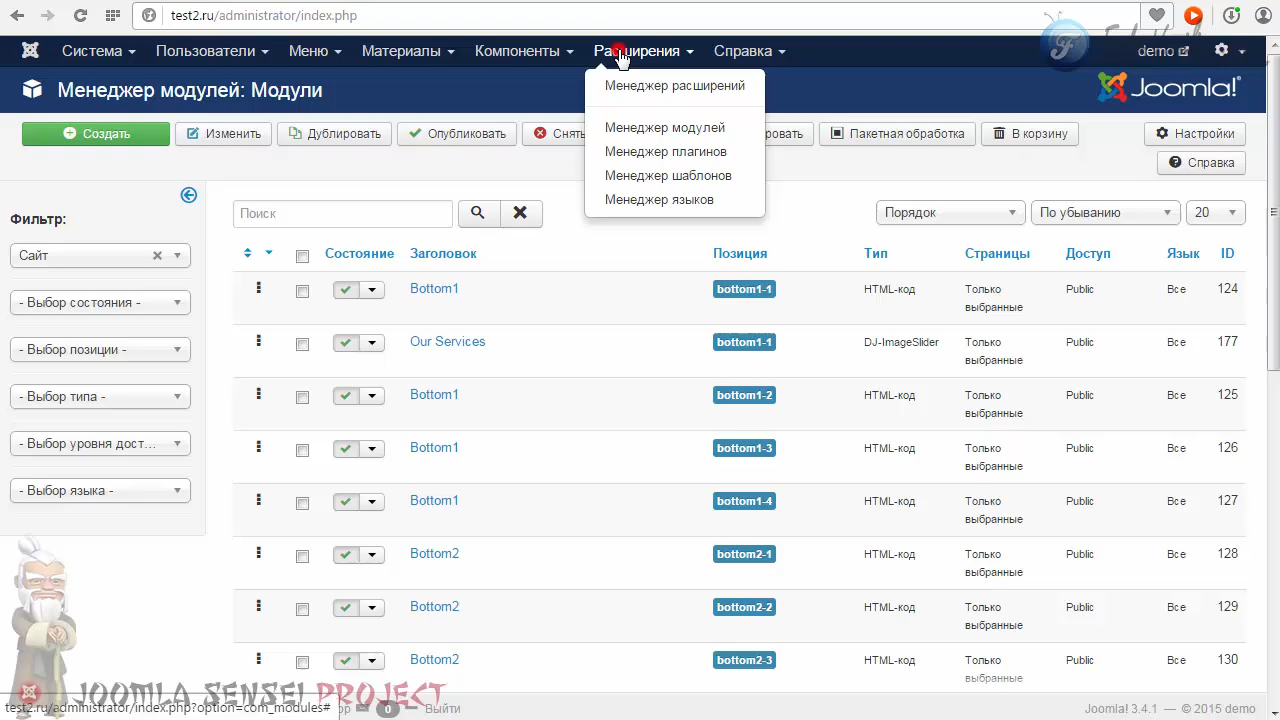 test2.ru/administrator/index.php
Система Пользователи Меню Материалы Компоненты Расширения Справка demo
Менеджер модулей: Модули
Joomla!
Менеджер расширений
Менеджер модулей
Менеджер плагинов
Менеджер шаблонов
Менеджер языков
Создать Изменить Дублировать Опубликовать Пакетная обработка В корзину Настройки
Справка
Фильтр:
Сайт
- Выбор состояния -
- Выбор позиции -
- Выбор типа -
- Выбор уровня дост...
- Выбор языка -
Поиск Порядок По убыванию 20
Состояние Заголовок Позиция Тип Страницы Доступ Язык ID
Bottom1 bottom1-1 HTML-код Только выбранные Public Все 124
Our Services bottom1-1 DJ-ImageSlider Только выбранные Public Все 177
Bottom1 bottom1-2 HTML-код Только выбранные Public Все 125
Bottom1 bottom1-3 HTML-код Только выбранные Public Все 126
Bottom1 bottom1-4 HTML-код Только выбранные Public Все 127
Bottom2 bottom2-1 HTML-код Только выбранные Public Все 128
Bottom2 bottom2-2 HTML-код Только выбранные Public Все 129
Bottom2 bottom2-3 HTML-код Только выбранные Public Все 130
JOOMLA SENSEI PROJECT
test2.ru/administrator/index.php?option=com_modules#
0 Выйти
Joomla! 3.4.1 — © 2015 demo